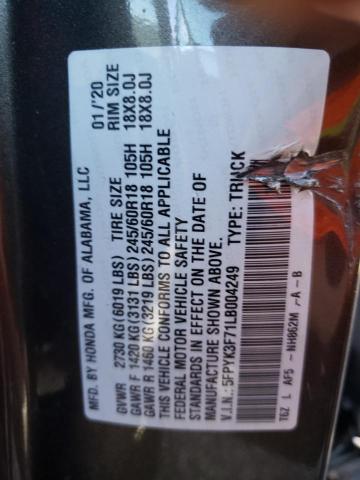 MFD. BY HONDA MFG. OF ALABAMA, LLC 01/'20
GVWR 2730 KG (6019 LBS) TIRE SIZE RIM SIZE
GAWR F 1420 KG (3131 LBS) 245/60R18 105H 18X8.0J
GAWR R 1460 KG (3219 LBS) 245/60R18 105H 18X8.0J
THIS VEHICLE CONFORMS TO ALL APPLICABLE
FEDERAL MOTOR VEHICLE SAFETY
STANDARDS IN EFFECT ON THE DATE OF
MANUFACTURE SHOWN ABOVE.
V.I.N.: 5FPYK3F71LB004249 TYPE: TRUCK
T6Z L AF5 - NH862M -A -B